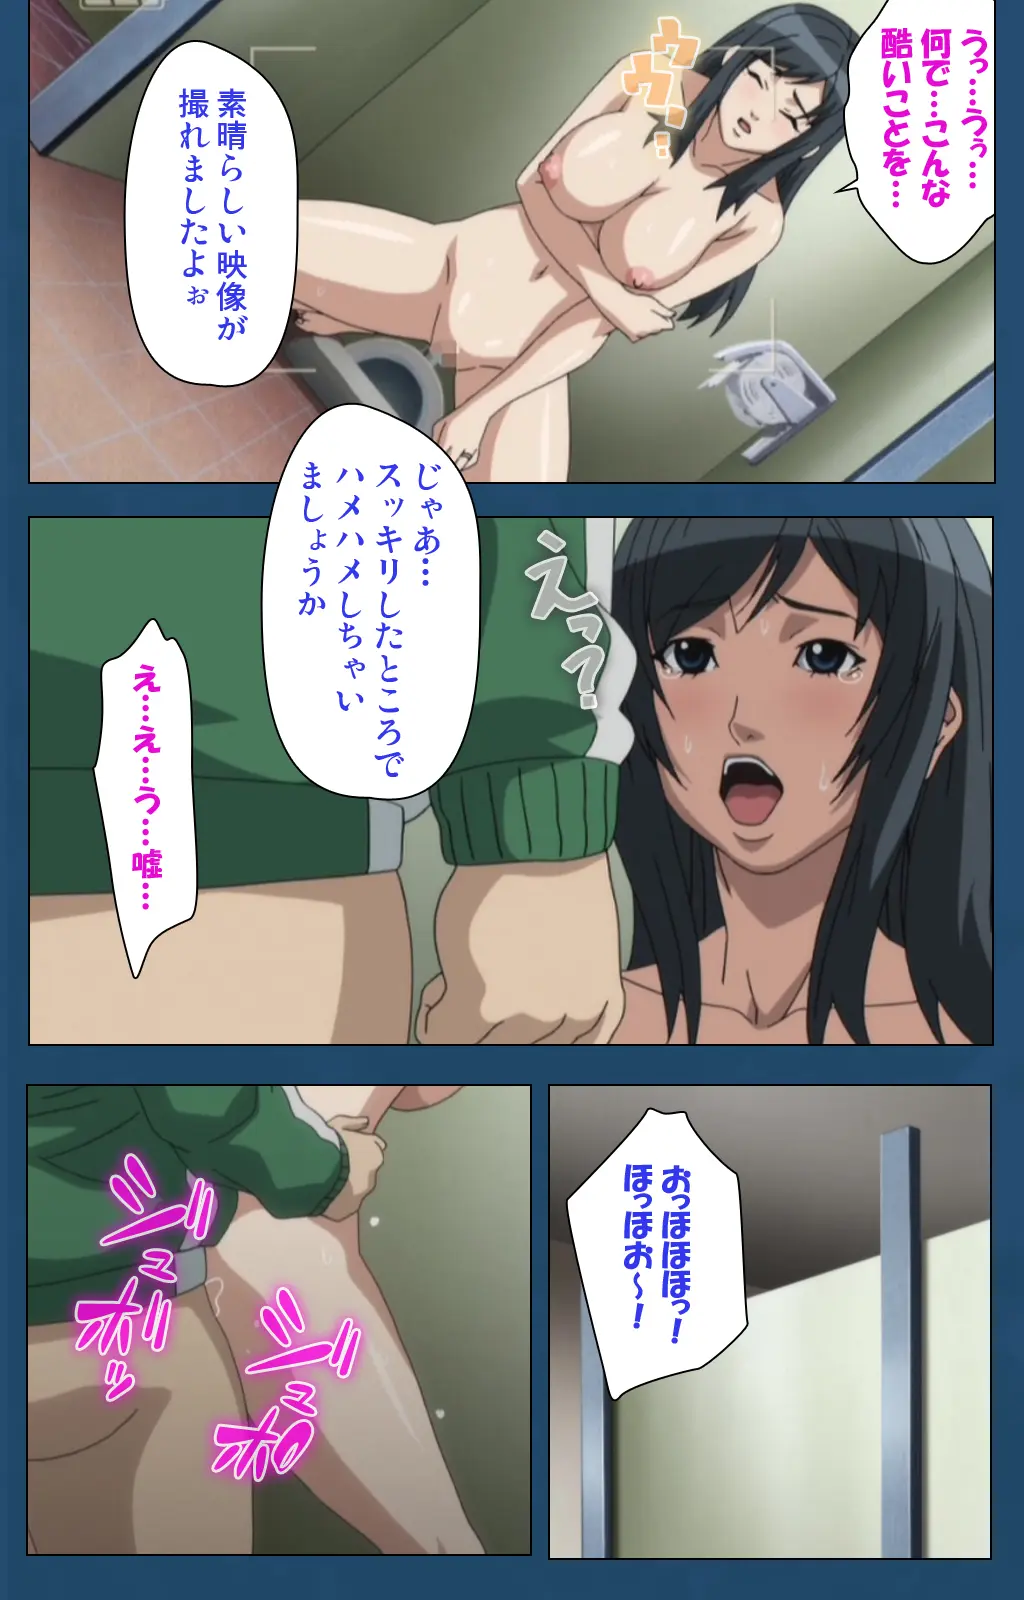 うっ…うぅ…
何で…こんな
酷いことを…
ウウ…
素晴らしい映像が
撮れましたよぉ
じゃあ…
スッキリしたところで
ハメハメしちゃい
ましょうか
えっ？
え…え…う…嘘…
おっほほほっ！
ほっほお～！
ジュマ
ポッ
ジュマ
ポ